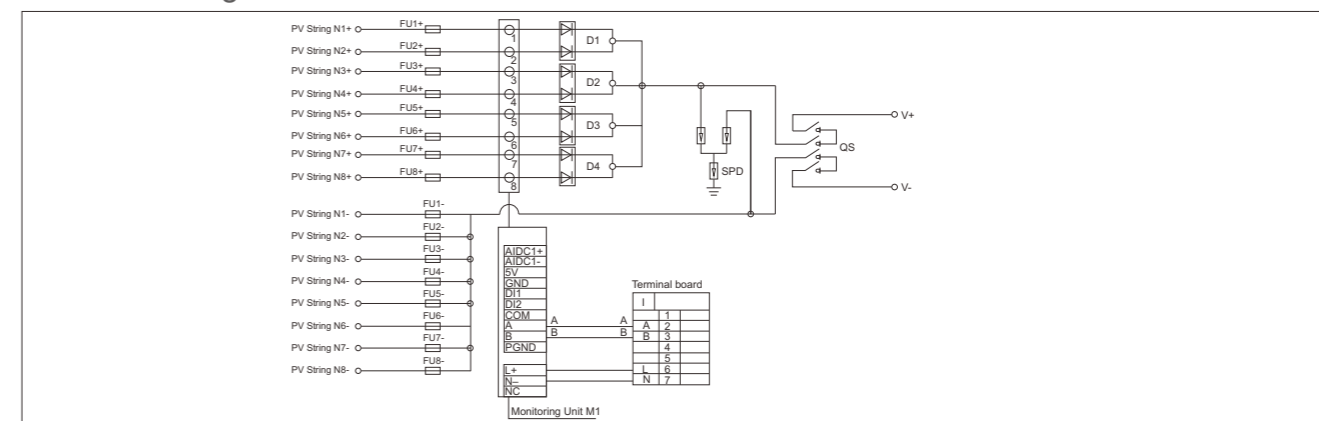 PV String N1+ FU1+
PV String N2+ FU2+
PV String N3+ FU3+
PV String N4+ FU4+
PV String N5+ FU5+
PV String N6+ FU6+
PV String N7+ FU7+
PV String N8+ FU8+
1
2
3
4
5
6
7
8
D1
D2
D3
D4
SPD
QS
V+
V-
PV String N1- FU1-
PV String N2- FU2-
PV String N3- FU3-
PV String N4- FU4-
PV String N5- FU5-
PV String N6- FU6-
PV String N7- FU7-
PV String N8- FU8-
AIDC1+
AIDC1-
5V
GND
DI1
DI2
COM
A
B
PGND
L+
N–
NC
Monitoring Unit M1
A A
B B
Terminal board
I
1
A 2
B 3
4
5
L 6
N 7